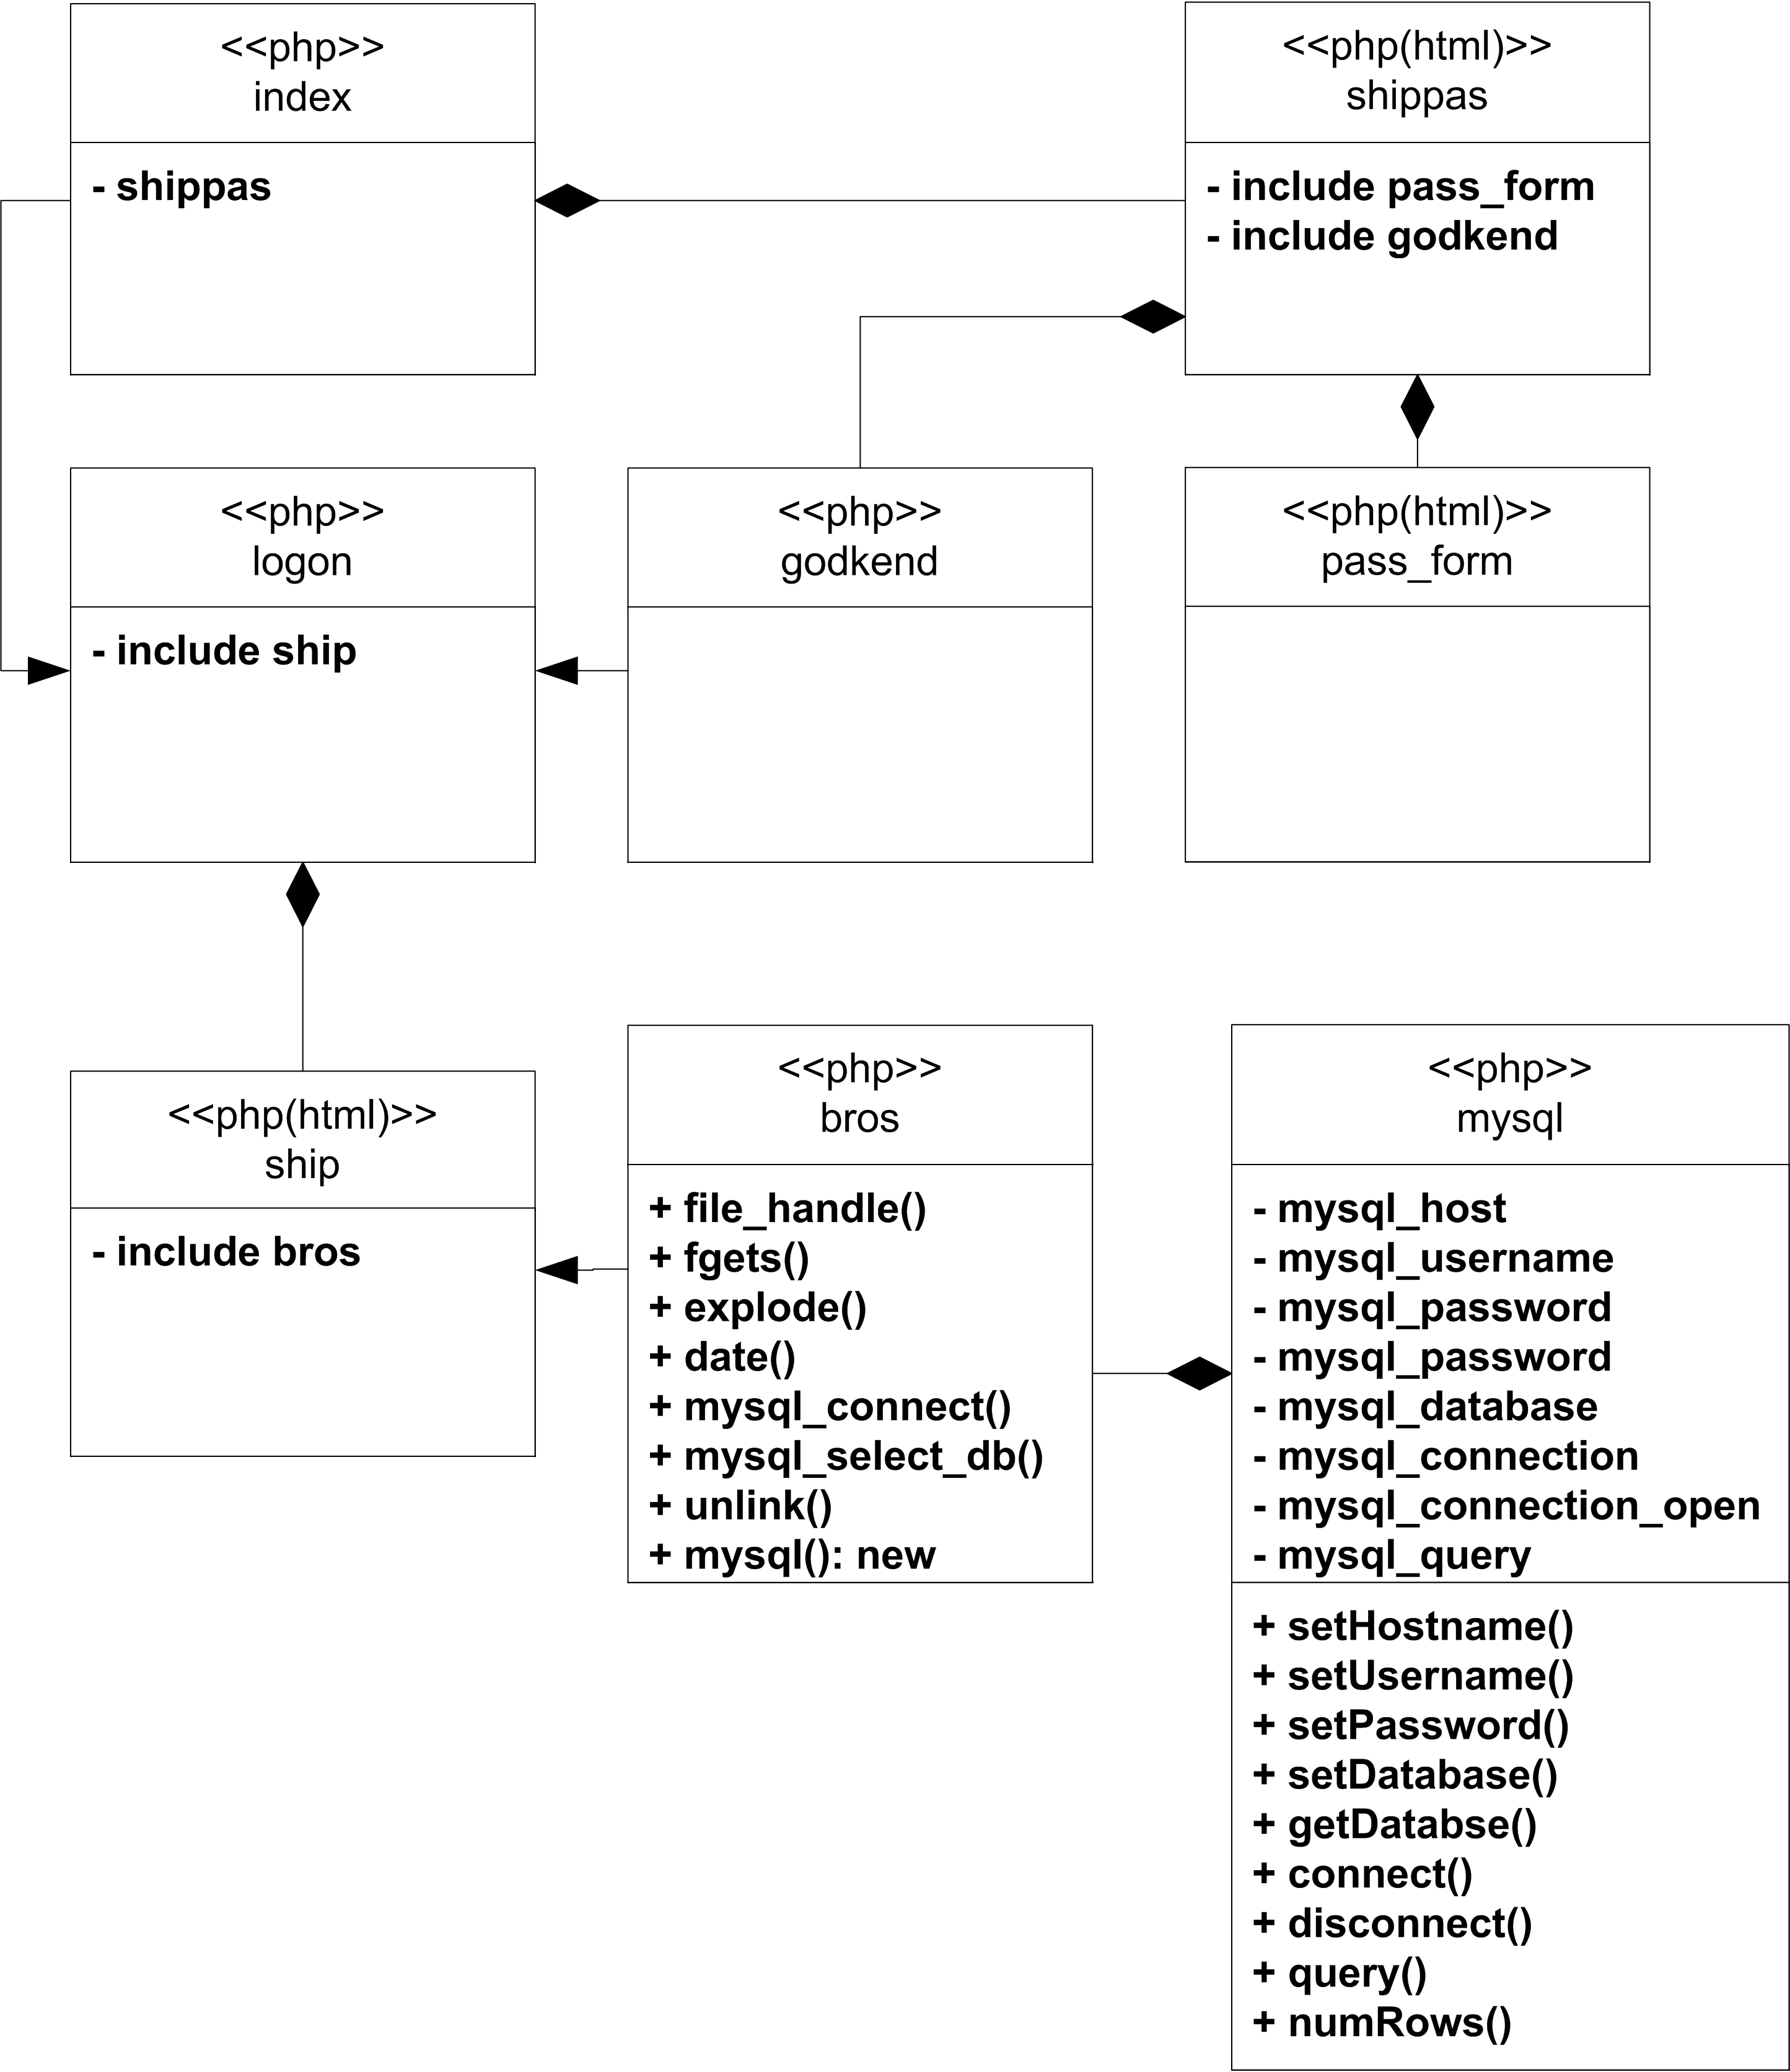 <<php>>
index
- shippas
<<php(html)>>
shippas
- include pass_form
- include godkend
<<php>>
logon
- include ship
<<php>>
godkend
<<php(html)>>
pass_form
<<php(html)>>
ship
- include bros
<<php>>
bros
+ file_handle()
+ fgets()
+ explode()
+ date()
+ mysql_connect()
+ mysql_select_db()
+ unlink()
+ mysql(): new
<<php>>
mysql
- mysql_host
- mysql_username
- mysql_password
- mysql_password
- mysql_database
- mysql_connection
- mysql_connection_open
- mysql_query
+ setHostname()
+ setUsername()
+ setPassword()
+ setDatabase()
+ getDatabse()
+ connect()
+ disconnect()
+ query()
+ numRows()